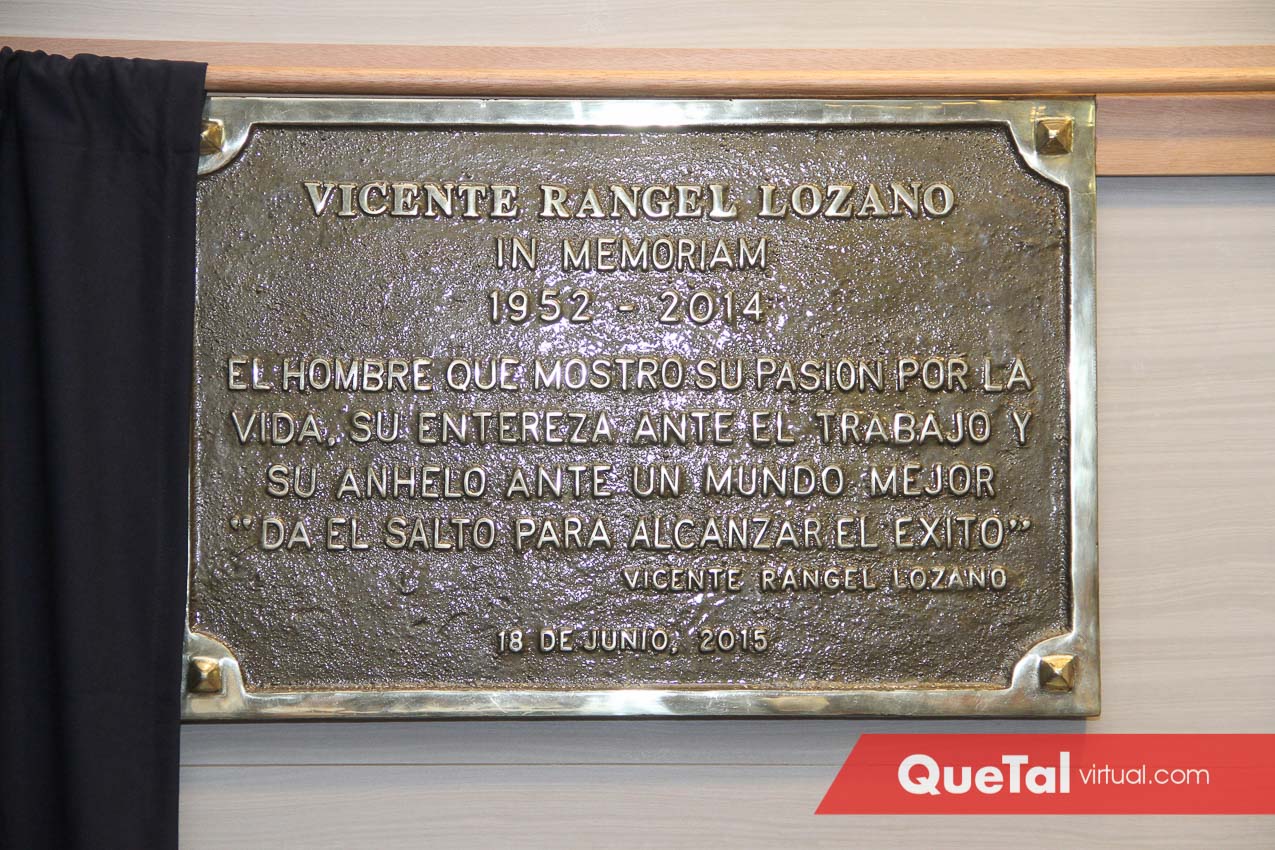 VICENTE RANGEL LOZANO
IN MEMORIAM
1952 - 2014
EL HOMBRE QUE MOSTRO SU PASION POR LA
VIDA, SU ENTEREZA ANTE EL TRABAJO Y
SU ANHELO ANTE UN MUNDO MEJOR
“DA EL SALTO PARA ALCANZAR EL EXITO”
VICENTE RANGEL LOZANO
18 DE JUNIO, 2015
QueTal virtual.com